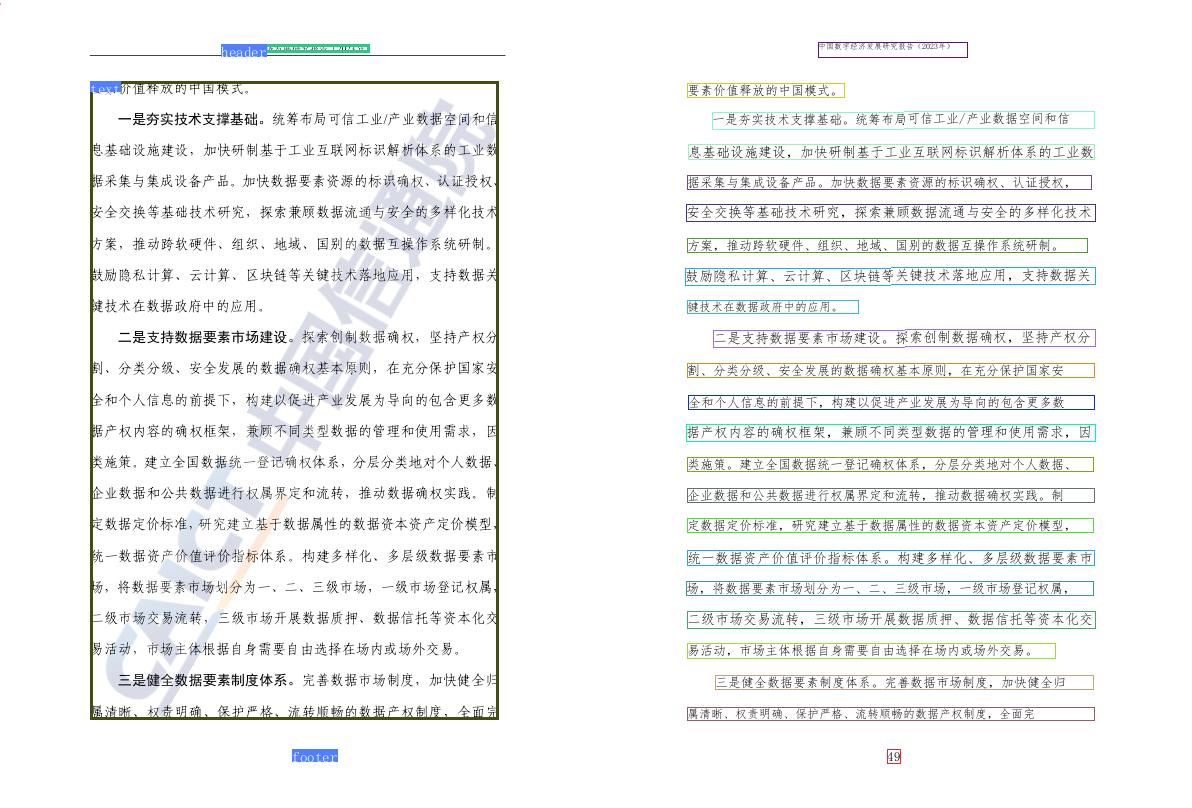 header
text价值释放的中国模式。
一是夯实技术支撑基础。统筹布局可信工业/产业数据空间和信
息基础设施建设，加快研制基于工业互联网标识解析体系的工业数
据采集与集成设备产品。加快数据要素资源的标识确权、认证授权、
安全交换等基础技术研究，探索兼顾数据流通与安全的多样化技术
方案，推动跨软硬件、组织、地域、国别的数据互操作系统研制。
鼓励隐私计算、云计算、区块链等关键技术落地应用，支持数据关
键技术在数据政府中的应用。
二是支持数据要素市场建设。探索创制数据确权，坚持产权分
割、分类分级、安全发展的数据确权基本原则，在充分保护国家安
全和个人信息的前提下，构建以促进产业发展为导向的包含更多数
据产权内容的确权框架，兼顾不同类型数据的管理和使用需求，因
类施策。建立全国数据统一登记确权体系，分层分类地对个人数据、
企业数据和公共数据进行权属界定和流转，推动数据确权实践。制
定数据定价标准，研究建立基于数据属性的数据资本资产定价模型，
统一数据资产价值评价指标体系。构建多样化、多层级数据要素市
场，将数据要素市场划分为一、二、三级市场，一级市场登记权属，
二级市场交易流转，三级市场开展数据质押、数据信托等资本化交
易活动，市场主体根据自身需要自由选择在场内或场外交易。
三是健全数据要素制度体系。完善数据市场制度，加快健全归
属清晰、权责明确、保护严格、流转顺畅的数据产权制度，全面完
footer
CAICT 中国信通院
中国数字经济发展研究报告（2023年）
要素价值释放的中国模式。
一是夯实技术支撑基础。统筹布局可信工业/产业数据空间和信
息基础设施建设，加快研制基于工业互联网标识解析体系的工业数
据采集与集成设备产品。加快数据要素资源的标识确权、认证授权，
安全交换等基础技术研究，探索兼顾数据流通与安全的多样化技术
方案，推动跨软硬件、组织、地域、国别的数据互操作系统研制。
鼓励隐私计算、云计算、区块链等关键技术落地应用，支持数据关
键技术在数据政府中的应用。
二是支持数据要素市场建设。探索创制数据确权，坚持产权分
割、分类分级、安全发展的数据确权基本原则，在充分保护国家安
全和个人信息的前提下，构建以促进产业发展为导向的包含更多数
据产权内容的确权框架，兼顾不同类型数据的管理和使用需求，因
类施策。建立全国数据统一登记确权体系，分层分类地对个人数据、
企业数据和公共数据进行权属界定和流转，推动数据确权实践。制
定数据定价标准，研究建立基于数据属性的数据资本资产定价模型，
统一数据资产价值评价指标体系。构建多样化、多层级数据要素市
场，将数据要素市场划分为一、二、三级市场，一级市场登记权属，
二级市场交易流转，三级市场开展数据质押、数据信托等资本化交
易活动，市场主体根据自身需要自由选择在场内或场外交易。
三是健全数据要素制度体系。完善数据市场制度，加快健全归
属清晰、权责明确、保护严格、流转顺畅的数据产权制度，全面完
49